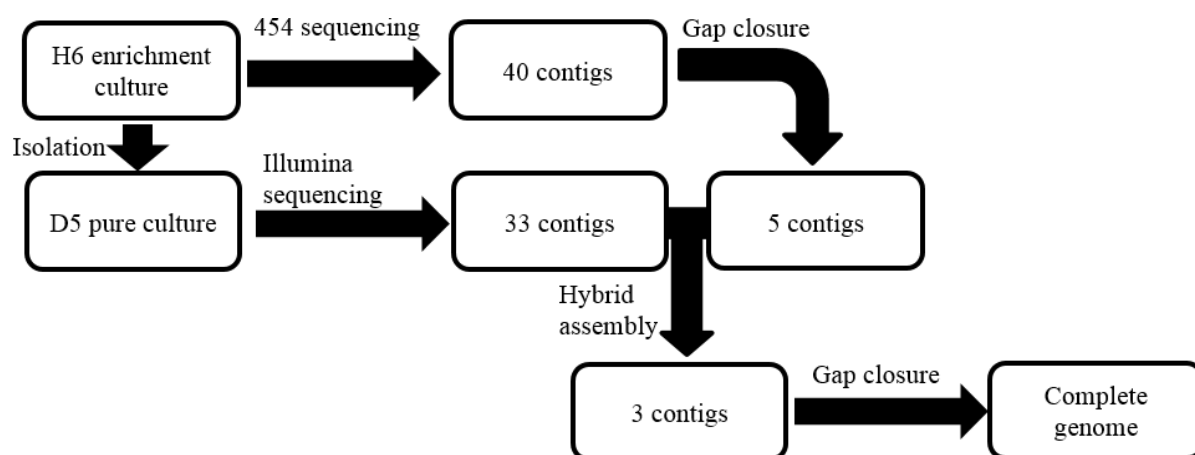 454 sequencing
Gap closure
H6 enrichment
culture
40 contigs
Isolation
Illumina
sequencing
D5 pure culture
33 contigs
5 contigs
Hybrid
assembly
Gap closure
3 contigs
Complete
genome